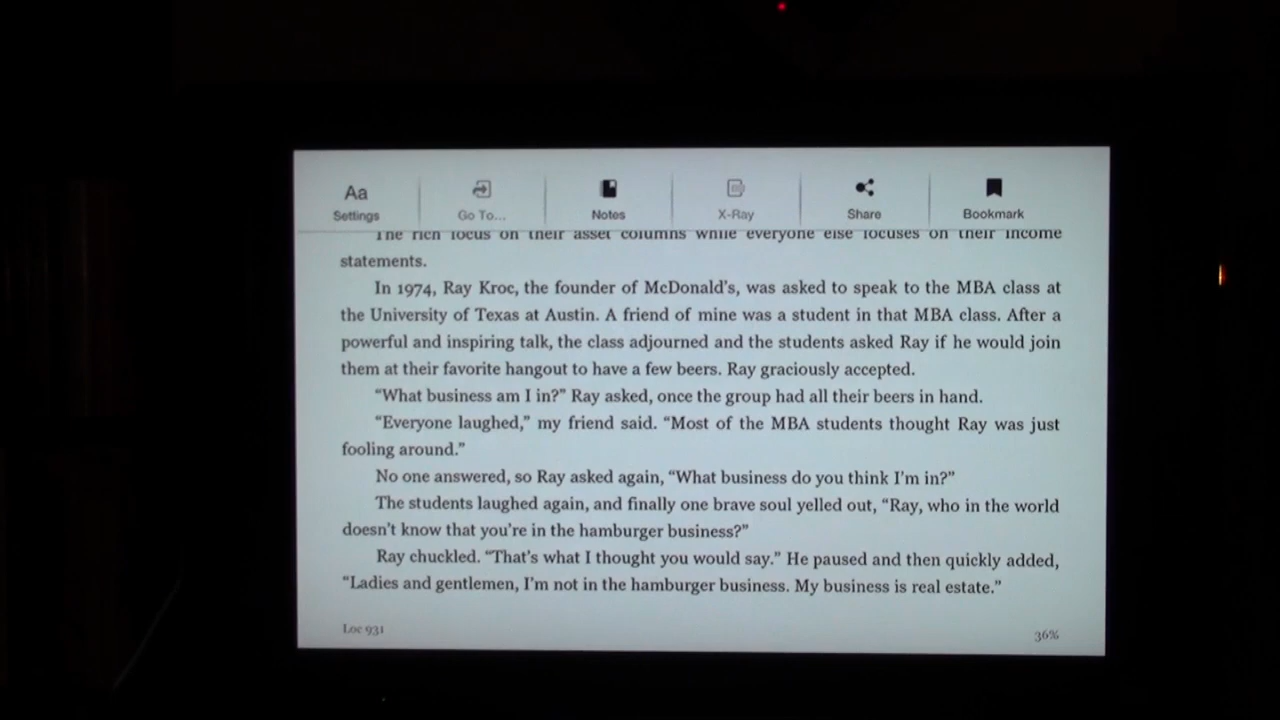 Aa
Settings
Go To...
Notes
X-Ray
Share
Bookmark
The rich focus on their asset columns while everyone else focuses on their income
statements.
In 1974, Ray Kroc, the founder of McDonald's, was asked to speak to the MBA class at
the University of Texas at Austin. A friend of mine was a student in that MBA class. After a
powerful and inspiring talk, the class adjourned and the students asked Ray if he would join
them at their favorite hangout to have a few beers. Ray graciously accepted.
“What business am I in?” Ray asked, once the group had all their beers in hand.
“Everyone laughed,” my friend said. “Most of the MBA students thought Ray was just
fooling around.”
No one answered, so Ray asked again, “What business do you think I'm in?”
The students laughed again, and finally one brave soul yelled out, “Ray, who in the world
doesn't know that you're in the hamburger business?”
Ray chuckled. “That's what I thought you would say.” He paused and then quickly added,
“Ladies and gentlemen, I'm not in the hamburger business. My business is real estate.”
Loc 931
36%